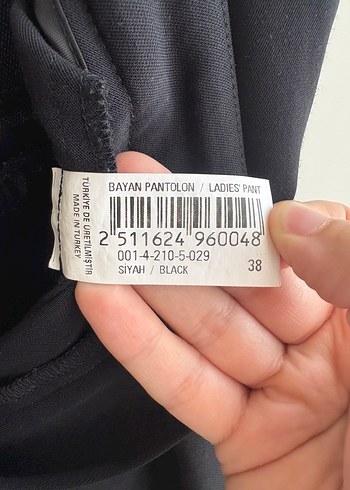 BAYAN PANTOLON / LADIES' PANT
2 511624 960048
001-4-210-5-029
SIYAH / BLACK
38
TÜRKİYE DE ÜRETİLMİŞTİR
MADE IN TURKEY